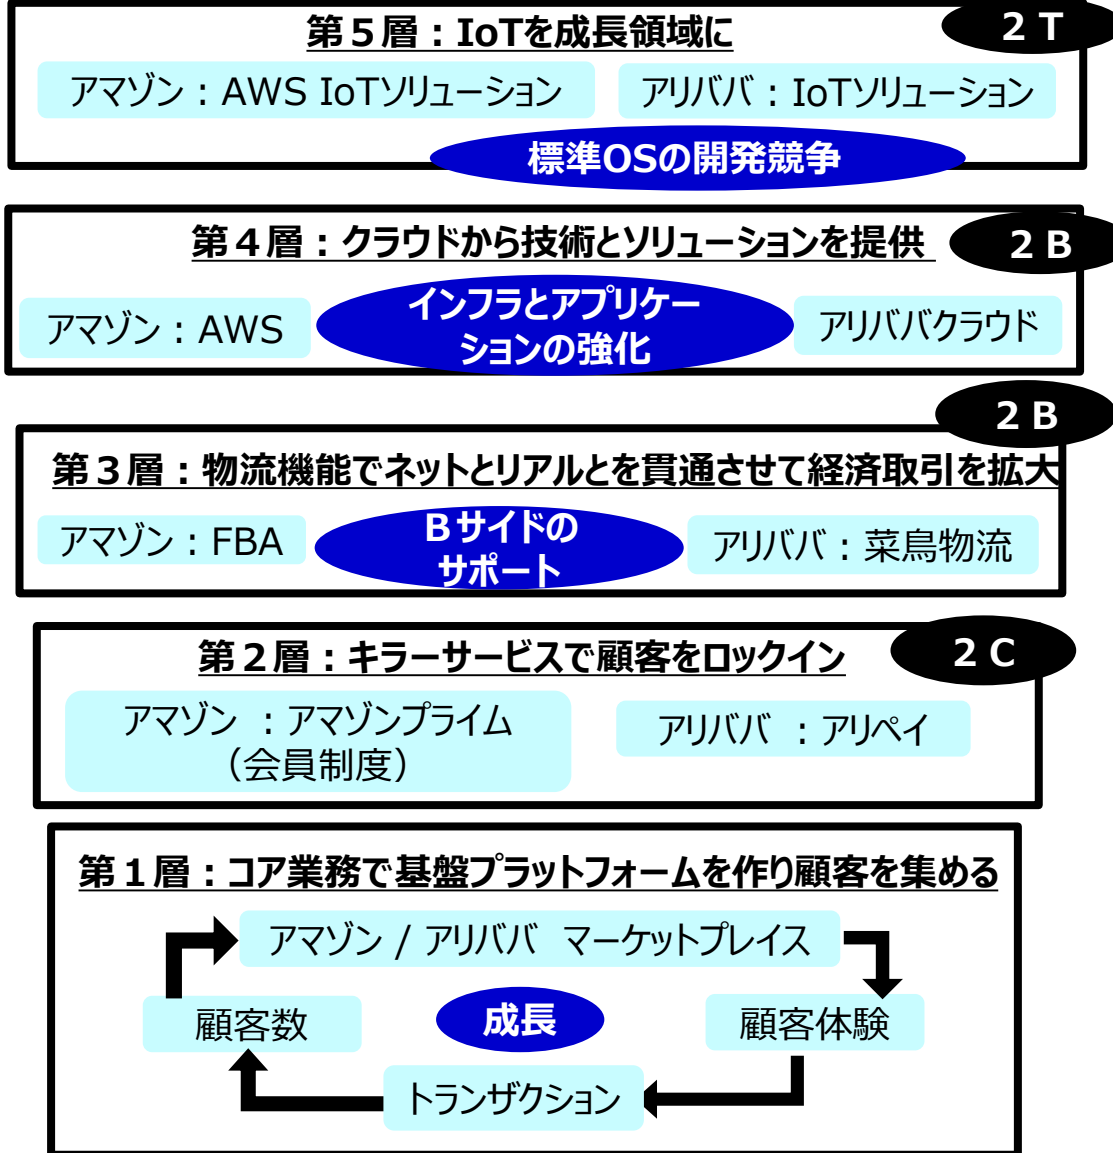 ２T
第５層：IoTを成長領域に
アマゾン：AWS IoTソリューション
アリババ：IoTソリューション
標準OSの開発競争
第４層：クラウドから技術とソリューションを提供
２B
アマゾン：AWS
インフラとアプリケー
ションの強化
アリババクラウド
２B
第３層：物流機能でネットとリアルとを貫通させて経済取引を拡大
アマゾン：FBA
Ｂサイドの
サポート
アリババ：菜鳥物流
第２層：キラーサービスで顧客をロックイン
２C
アマゾン ：アマゾンプライム
（会員制度）
アリババ ：アリペイ
第１層：コア業務で基盤プラットフォームを作り顧客を集める
アマゾン / アリババ マーケットプレイス
顧客数
成長
顧客体験
トランザクション